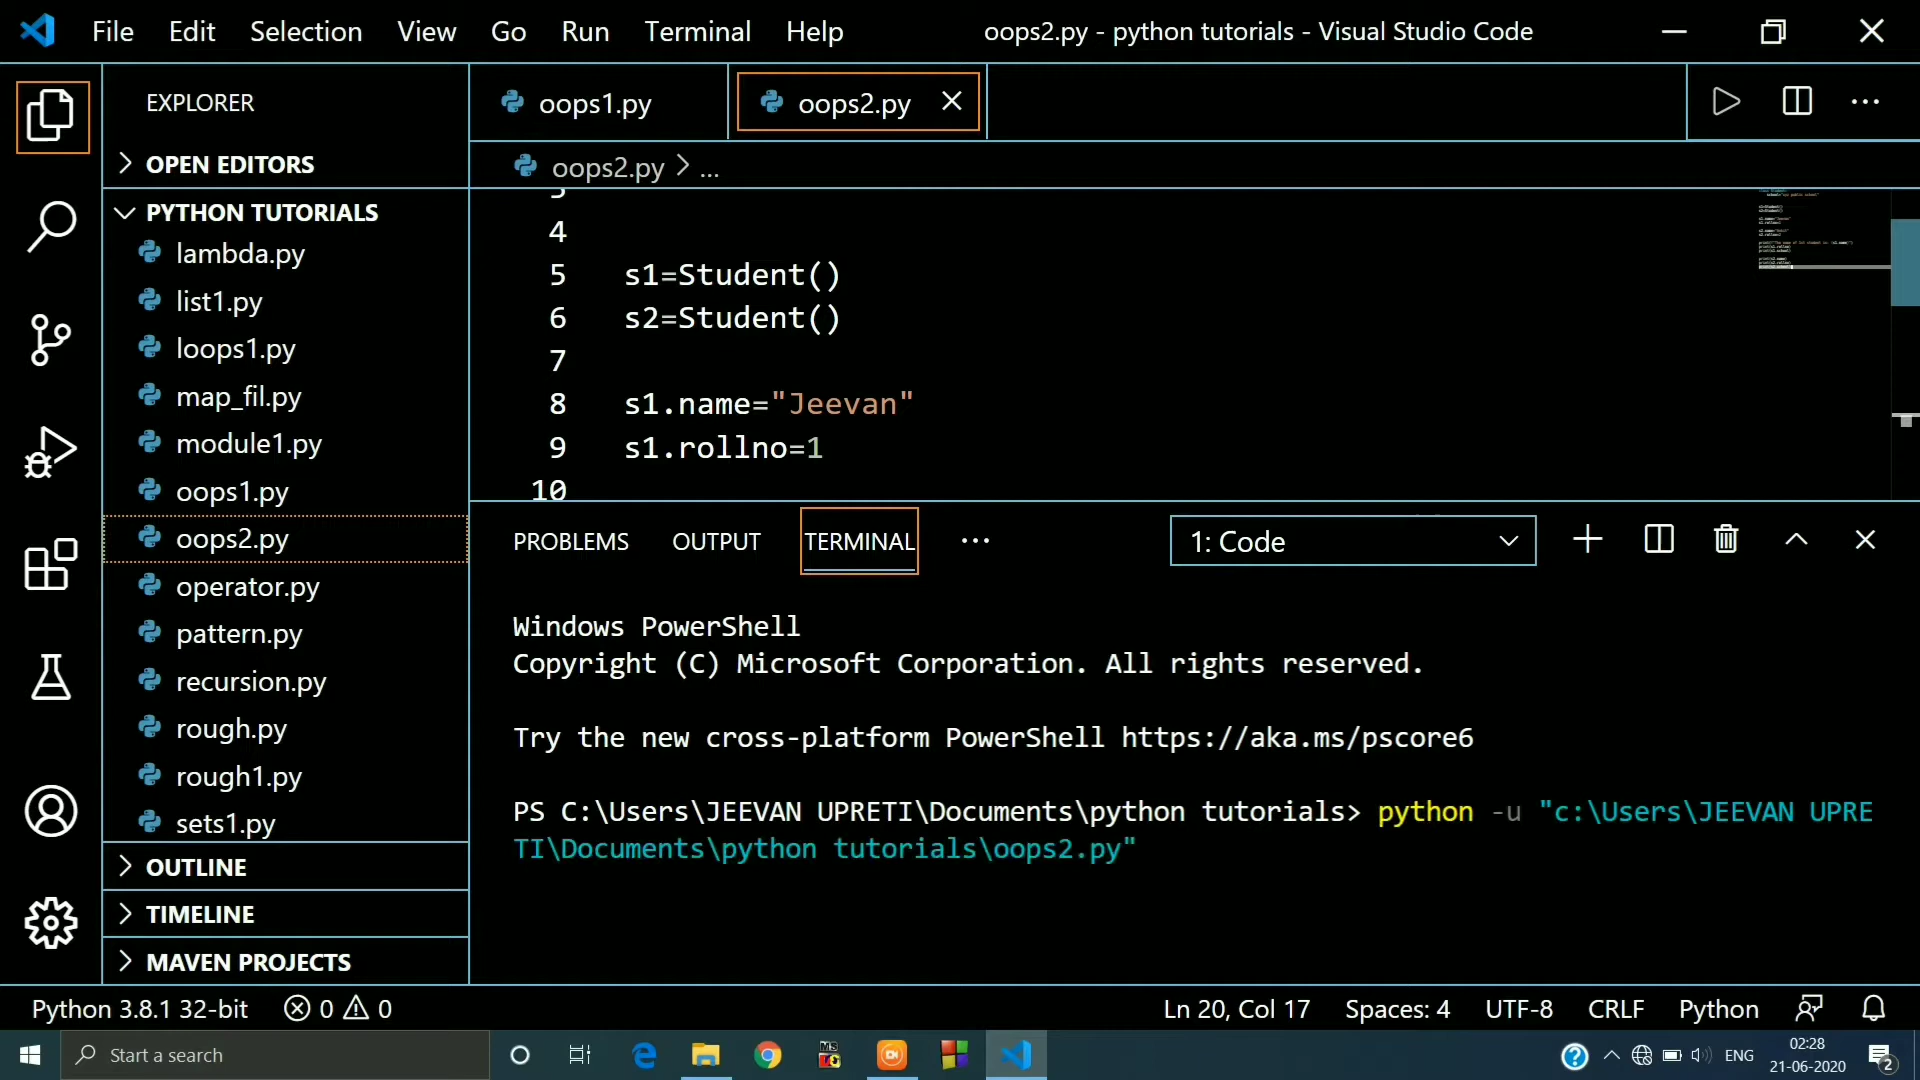 File Edit Selection View Go Run Terminal Help oops2.py - python tutorials - Visual Studio Code
EXPLORER
OPEN EDITORS
PYTHON TUTORIALS
lambda.py
list1.py
loops1.py
map_fil.py
module1.py
oops1.py
oops2.py
operator.py
pattern.py
recursion.py
rough.py
rough1.py
sets1.py
OUTLINE
TIMELINE
MAVEN PROJECTS
oops1.py oops2.py
oops2.py > ...
4
5 s1=Student()
6 s2=Student()
7
8 s1.name="Jeevan"
9 s1.rollno=1
10
PROBLEMS OUTPUT TERMINAL ... 1: Code
Windows PowerShell
Copyright (C) Microsoft Corporation. All rights reserved.
Try the new cross-platform PowerShell https://aka.ms/pscore6
PS C:\Users\JEEVAN UPRETI\Documents\python tutorials> python -u "c:\Users\JEEVAN UPRE
TI\Documents\python tutorials\oops2.py"
Python 3.8.1 32-bit 0 0 Ln 20, Col 17 Spaces: 4 UTF-8 CRLF Python
Start a search ENG 02:28
21-06-2020 2